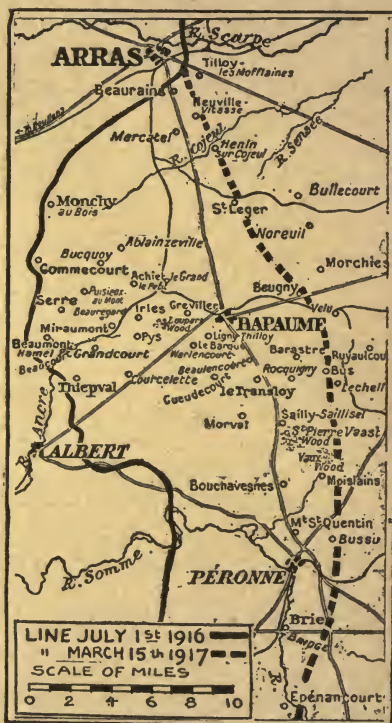 R. Scarpe
ARRAS
Tilloy-
les Mofflaines
Beaurains
Neuville-
Vitasse
Mercatel
R. Cojeul
Henin
sur Cojeul
R. Sensee
Monchy
au Bois
St Leger
Bullecourt
Noreuil
Ablainzeville
Bucquoy
Gommecourt
Morchies
Achiet-le-Grand
le Petit
Puisieux-
au Mont
Beugny
Serre
Beauregard
Irles
Grevillers
Loupart
Wood
BAPAUME
Velu
Miraumont
Pys
Ligny Thilloy
Le Barque
Barastre
Ruyaulcourt
Beaumont
Hamel
Beaucourt
Grandcourt
Warlencourt
Beaulencourt
Rocquigny
Bus
Thiepval
Courcelette
Gueudecourt
le Transloy
Lechelle
R. Ancre
Morval
Sailly-Saillisel
St Pierre Vaast
Wood
ALBERT
Vaux
Wood
Bouchavesnes
Moislains
Mt St Quentin
Bussu
R. Somme
PÉRONNE
Brie
Bridge
R.
Epénancourt
LINE JULY 1st 1916
" MARCH 15th 1917
SCALE OF MILES
0 2 4 6 8 10